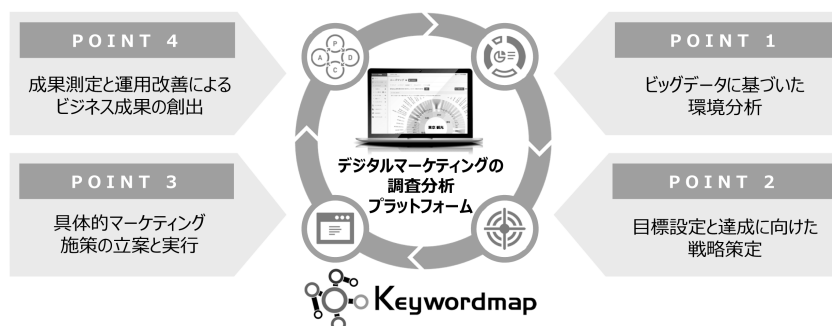 POINT 4
成果測定と運用改善による
ビジネス成果の創出
POINT 1
ビッグデータに基づいた
環境分析
P
A
D
C
東京 観光
デジタルマーケティングの
調査分析
プラットフォーム
POINT 3
具体的マーケティング
施策の立案と実行
POINT 2
目標設定と達成に向けた
戦略策定
Keywordmap